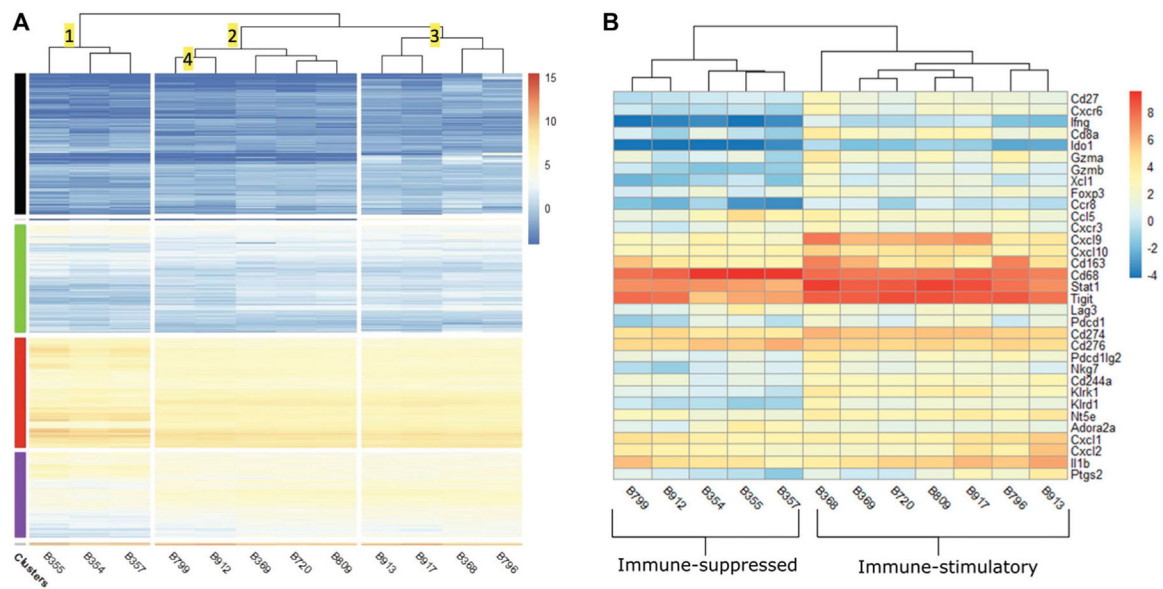 A
1
2
3
4
15
10
5
0
Clusters
B355
B354
B357
B799
B912
B369
B720
B809
B913
B917
B368
B796
B
Cd27
Cxcr6
Ifng
Cd8a
Ido1
Gzma
Gzmb
Xcl1
Foxp3
Ccr8
Ccl5
Cxcr3
Cxcl9
Cxcl10
Cd163
Cd68
Stat1
Tigit
Lag3
Pdcd1
Cd274
Cd276
Pdcd1lg2
Nkg7
Cd244a
Klrk1
Klrd1
Nt5e
Adora2a
Cxcl1
Cxcl2
Il1b
Ptgs2
8
6
4
2
0
-2
-4
B799
B912
B354
B355
B357
B368
B369
B720
B809
B917
B796
B913
Immune-suppressed
Immune-stimulatory